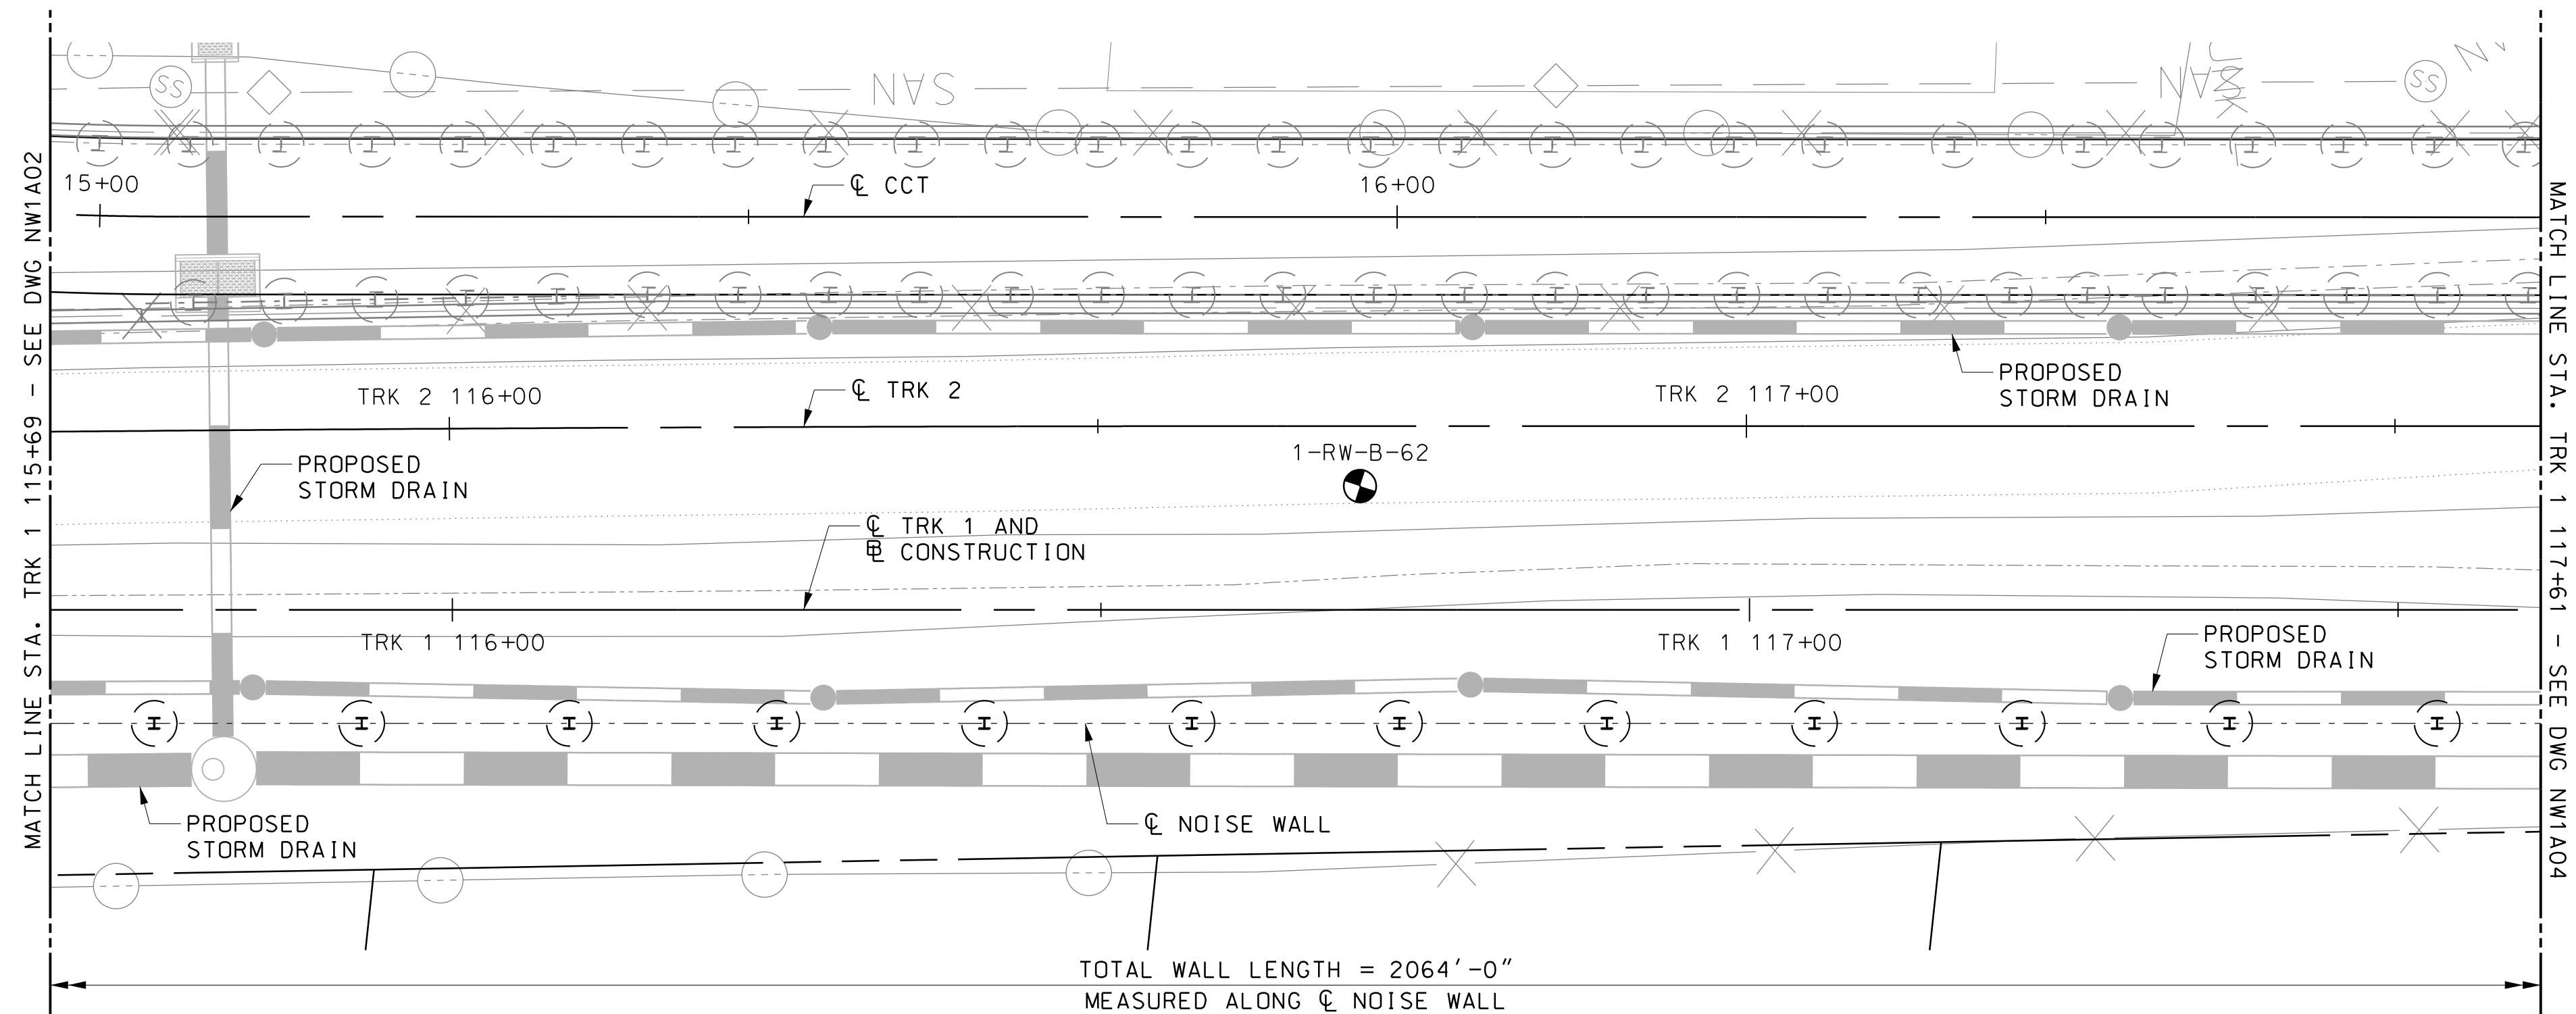 SS
SAN
SAN
SS
15+00
℄ CCT
16+00
TRK 2 116+00
℄ TRK 2
TRK 2 117+00
PROPOSED
STORM DRAIN
1-RW-B-62
PROPOSED
STORM DRAIN
℄ TRK 1 AND
BL CONSTRUCTION
TRK 1 116+00
TRK 1 117+00
PROPOSED
STORM DRAIN
PROPOSED
STORM DRAIN
℄ NOISE WALL
TOTAL WALL LENGTH = 2064'-0"
MEASURED ALONG ℄ NOISE WALL
MATCH LINE STA. TRK 1 115+69 - SEE DWG NW1A02
MATCH LINE STA. TRK 1 117+61 - SEE DWG NW1A04